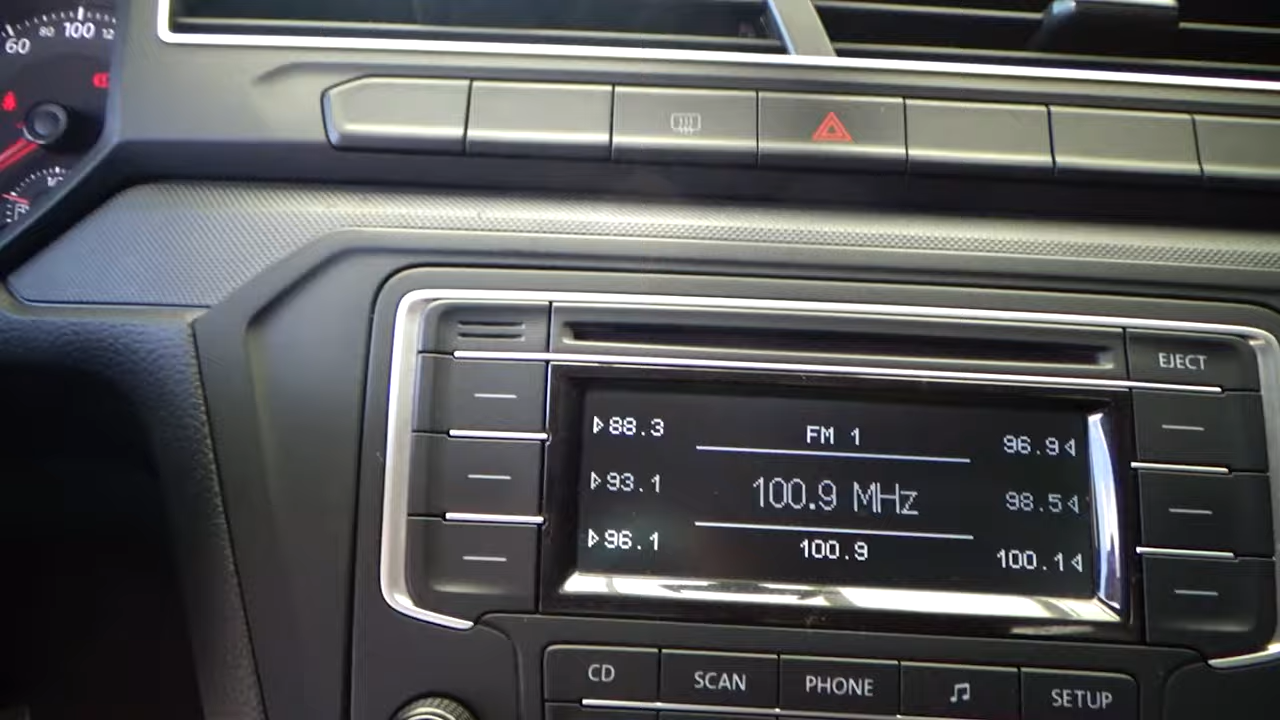 60 80 100 12
EJECT
88.3
FM 1
96.9
93.1
100.9 MHz
98.5
96.1
100.9
100.1
CD
SCAN
PHONE
SETUP